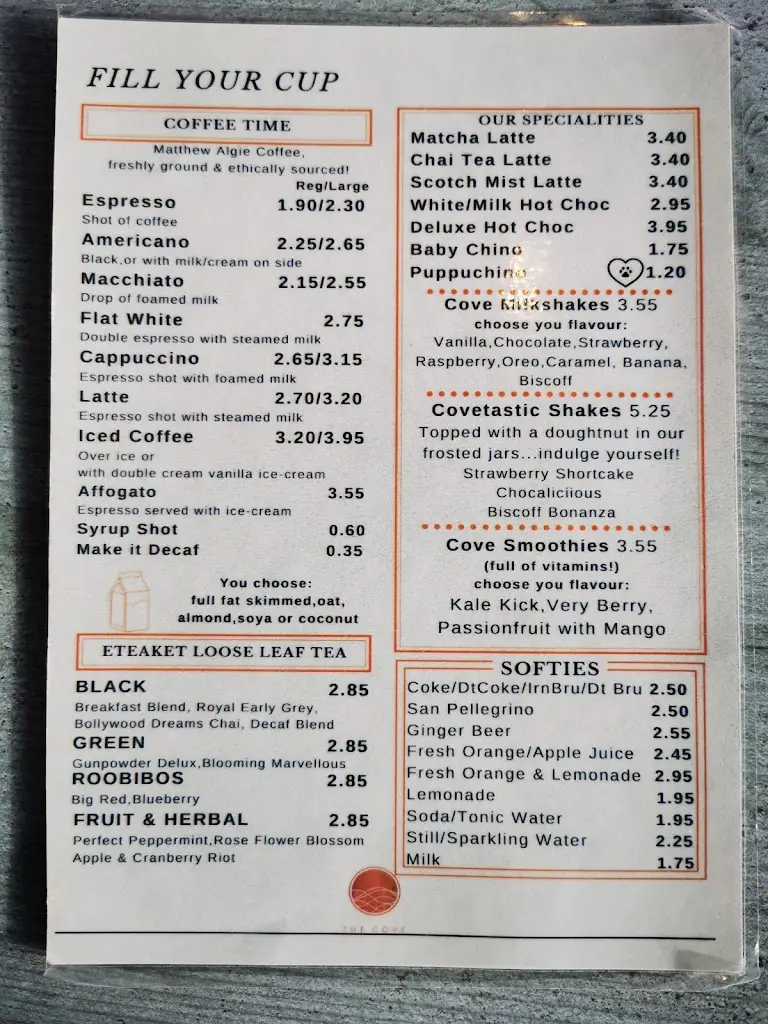 FILL YOUR CUP
COFFEE TIME
Matthew Algie Coffee,
freshly ground & ethically sourced!
Reg/Large
Espresso 1.90/2.30
Shot of coffee
Americano 2.25/2.65
Black,or with milk/cream on side
Macchiato 2.15/2.55
Drop of foamed milk
Flat White 2.75
Double espresso with steamed milk
Cappuccino 2.65/3.15
Espresso shot with foamed milk
Latte 2.70/3.20
Espresso shot with steamed milk
Iced Coffee 3.20/3.95
Over ice or
with double cream vanilla ice-cream
Affogato 3.55
Espresso served with ice-cream
Syrup Shot 0.60
Make it Decaf 0.35
You choose:
full fat skimmed,oat,
almond,soya or coconut
ETEAKET LOOSE LEAF TEA
BLACK 2.85
Breakfast Blend, Royal Early Grey,
Bollywood Dreams Chai, Decaf Blend
GREEN 2.85
Gunpowder Delux,Blooming Marvellous
ROOBIBOS 2.85
Big Red,Blueberry
FRUIT & HERBAL 2.85
Perfect Peppermint,Rose Flower Blossom
Apple & Cranberry Riot
OUR SPECIALITIES
Matcha Latte 3.40
Chai Tea Latte 3.40
Scotch Mist Latte 3.40
White/Milk Hot Choc 2.95
Deluxe Hot Choc 3.95
Baby Chino 1.75
Puppuchino 1.20
Cove Milkshakes 3.55
choose you flavour:
Vanilla,Chocolate,Strawberry,
Raspberry,Oreo,Caramel, Banana,
Biscoff
Covetastic Shakes 5.25
Topped with a doughtnut in our
frosted jars...indulge yourself!
Strawberry Shortcake
Chocaliciious
Biscoff Bonanza
Cove Smoothies 3.55
(full of vitamins!)
choose you flavour:
Kale Kick,Very Berry,
Passionfruit with Mango
SOFTIES
Coke/DtCoke/IrnBru/Dt Bru 2.50
San Pellegrino 2.50
Ginger Beer 2.55
Fresh Orange/Apple Juice 2.45
Fresh Orange & Lemonade 2.95
Lemonade 1.95
Soda/Tonic Water 1.95
Still/Sparkling Water 2.25
Milk 1.75
THE COVE